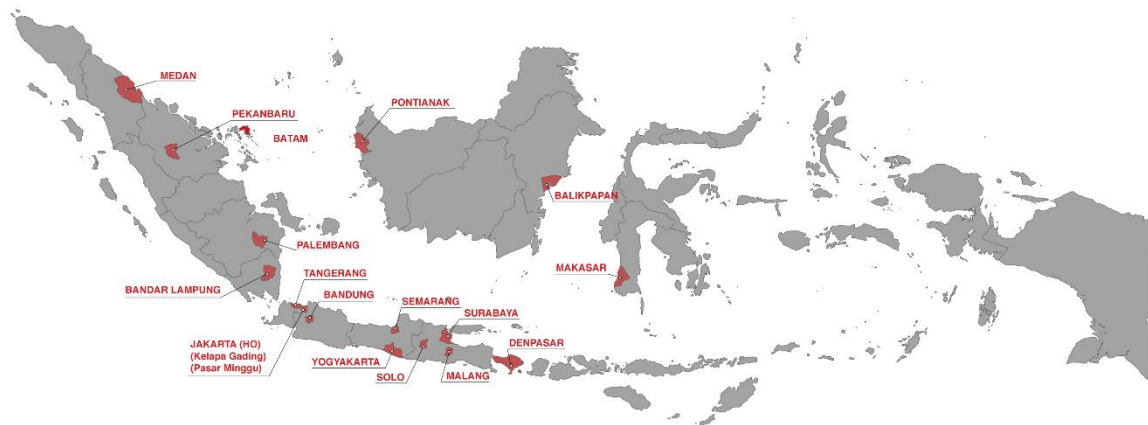 MEDAN
PEKANBARU
PONTIANAK
BATAM
BALIKPAPAN
PALEMBANG
MAKASAR
TANGERANG
BANDAR LAMPUNG
BANDUNG
SEMARANG
SURABAYA
JAKARTA (HO)
(Kelapa Gading)
(Pasar Minggu)
DENPASAR
YOGYAKARTA
SOLO
MALANG